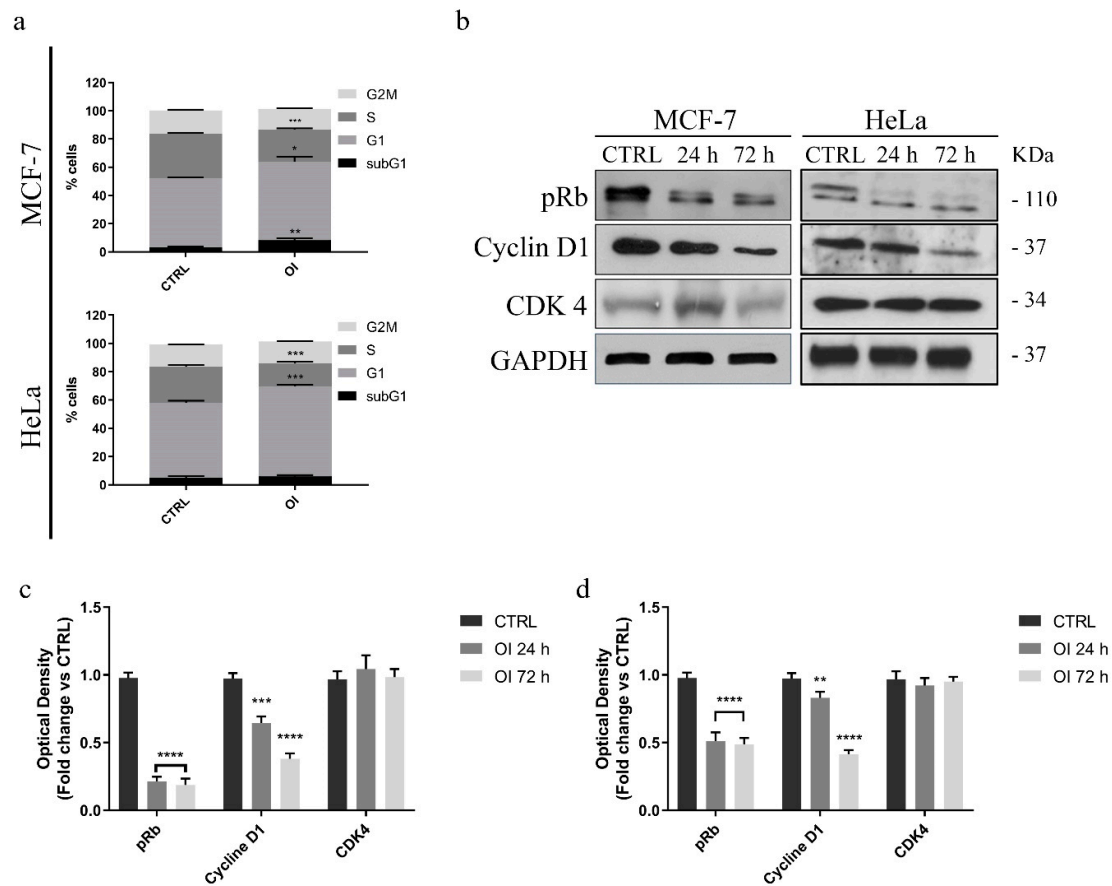 a
MCF-7
% cells
120
100
80
60
40
20
0
***
*
**
CTRL
OI
G2M
S
G1
subG1
HeLa
% cells
120
100
80
60
40
20
0
***
***
CTRL
OI
G2M
S
G1
subG1
b
MCF-7 HeLa
CTRL 24 h 72 h CTRL 24 h 72 h KDa
pRb - 110
Cyclin D1 - 37
CDK 4 - 34
GAPDH - 37
c
Optical Density
(Fold change vs CTRL)
1.5
1.0
0.5
0.0
****
***
****
pRb
Cycline D1
CDK4
CTRL
OI 24 h
OI 72 h
d
Optical Density
(Fold change vs CTRL)
1.5
1.0
0.5
0.0
****
**
****
pRb
Cycline D1
CDK4
CTRL
OI 24 h
OI 72 h